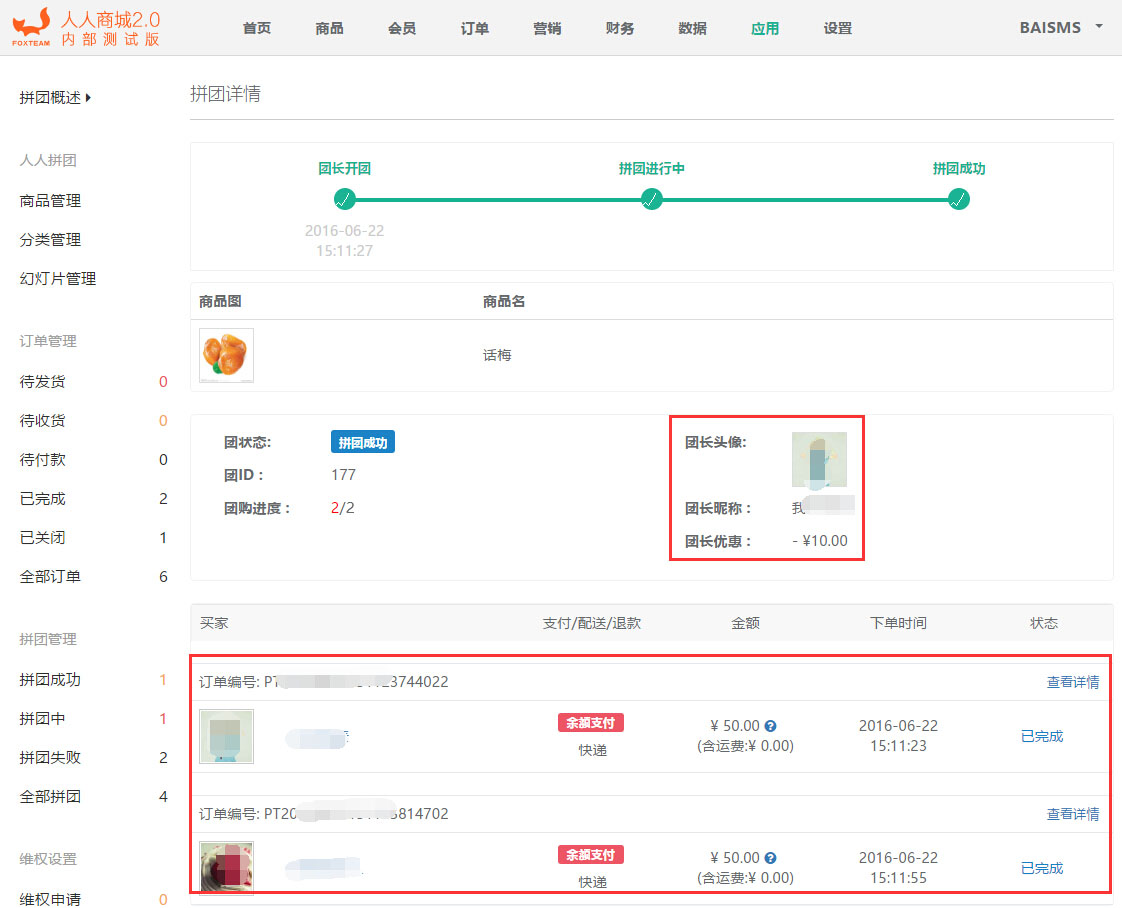 人人商城2.0
内部测试版
FOXTEAM
首页 商品 会员 订单 营销 财务 数据 应用 设置 BAISMS
拼团概述
人人拼团
商品管理
分类管理
幻灯片管理
订单管理
待发货 0
待收货 0
待付款 0
已完成 2
已关闭 1
全部订单 6
拼团管理
拼团成功 1
拼团中 1
拼团失败 2
全部拼团 4
维权设置
维权申请 0
拼团详情
团长开团 拼团进行中 拼团成功
2016-06-22
15:11:27
商品图 商品名
话梅
团状态: 拼团成功
团ID： 177
团购进度： 2/2
团长头像:
团长昵称： 我
团长优惠： - ¥10.00
买家 支付/配送/退款 金额 下单时间 状态
订单编号: PT 3744022 查看详情
余额支付 ¥ 50.00 2016-06-22 已完成
快递 (含运费:¥ 0.00) 15:11:23
订单编号: PT20 814702 查看详情
余额支付 ¥ 50.00 2016-06-22 已完成
快递 (含运费:¥ 0.00) 15:11:55